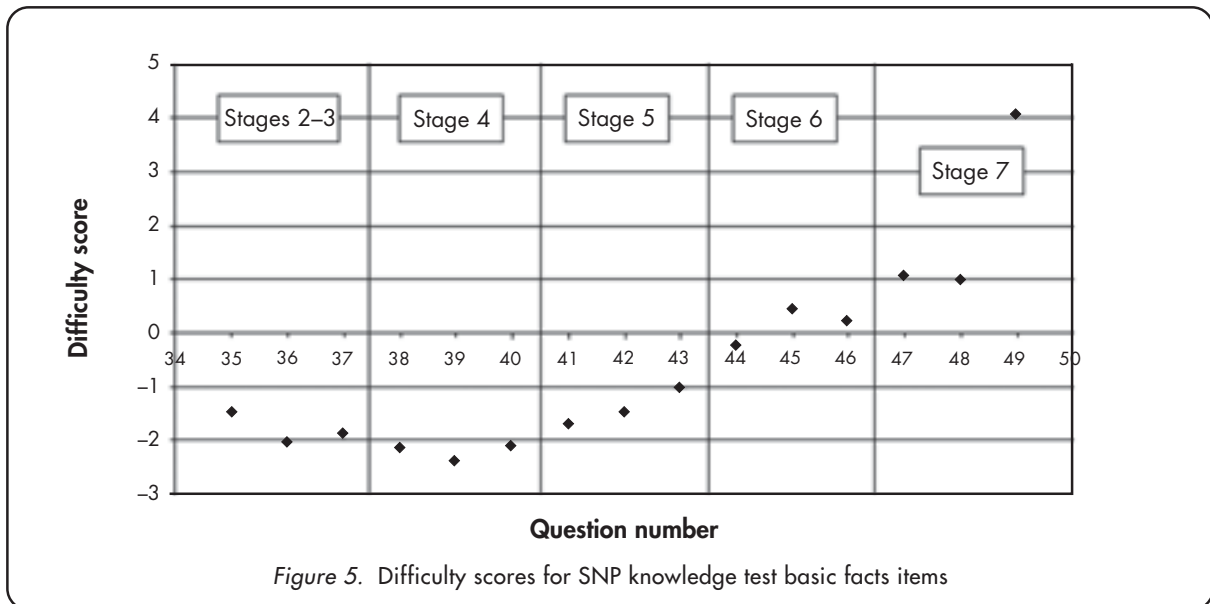 5
4
3
2
1
0
–1
–2
–3
Difficulty score
Stages 2–3
Stage 4
Stage 5
Stage 6
Stage 7
34 35 36 37 38 39 40 41 42 43 44 45 46 47 48 49 50
Question number
Figure 5. Difficulty scores for SNP knowledge test basic facts items